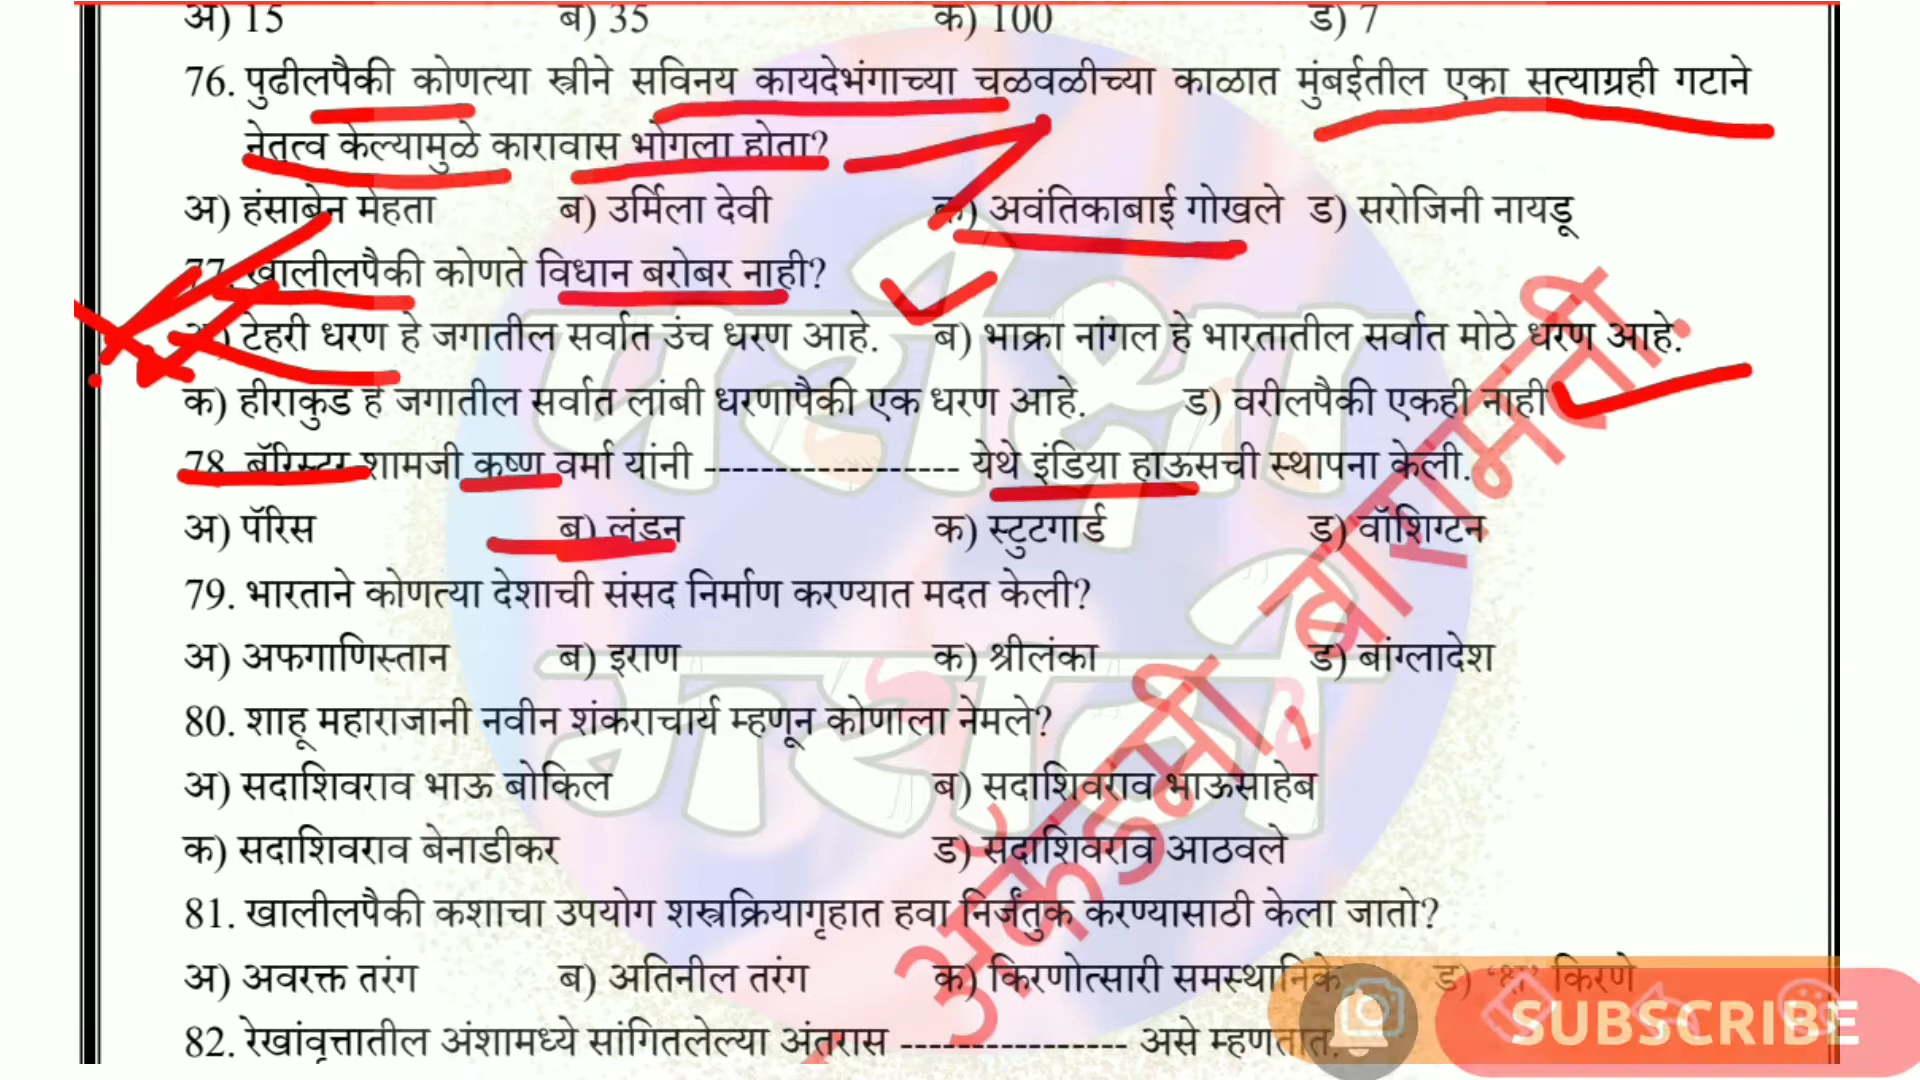 अ) 15 ब) 35 क) 100 ड) 7
76. पुढीलपैकी कोणत्या स्त्रीने सविनय कायदेभंगाच्या चळवळीच्या काळात मुंबईतील एका सत्याग्रही गटाने
नेतृत्व केल्यामुळे कारावास भोगला होता?
अ) हंसाबेन मेहता ब) उर्मिला देवी क) अवंतिकाबाई गोखले ड) सरोजिनी नायडू
77. खालीलपैकी कोणते विधान बरोबर नाही?
अ) टेहरी धरण हे जगातील सर्वात उंच धरण आहे. ब) भाक्रा नांगल हे भारतातील सर्वात मोठे धरण आहे.
क) हीराकुड हे जगातील सर्वात लांबी धरणापैकी एक धरण आहे. ड) वरीलपैकी एकही नाही
78. बॅरिस्टर शामजी कृष्ण वर्मा यांनी ------------------ येथे इंडिया हाऊसची स्थापना केली.
अ) पॅरिस ब) लंडन क) स्टुटगार्ड ड) वॉशिग्टन
79. भारताने कोणत्या देशाची संसद निर्माण करण्यात मदत केली?
अ) अफगाणिस्तान ब) इराण क) श्रीलंका ड) बांग्लादेश
80. शाहू महाराजानी नवीन शंकराचार्य म्हणून कोणाला नेमले?
अ) सदाशिवराव भाऊ बोकिल ब) सदाशिवराव भाऊसाहेब
क) सदाशिवराव बेनाडीकर ड) सदाशिवराव आठवले
81. खालीलपैकी कशाचा उपयोग शस्त्रक्रियागृहात हवा निर्जंतुक करण्यासाठी केला जातो?
अ) अवरक्त तरंग ब) अतिनील तरंग क) किरणोत्सारी समस्थानिके ड) ‘क्ष’ किरणे
82. रेखांवृत्तातील अंशामध्ये सांगितलेल्या अंतरास ---------------- असे म्हणतात.
परीक्षा
मराठी
अकॅडमी, बारामती.
SUBSCRIBE